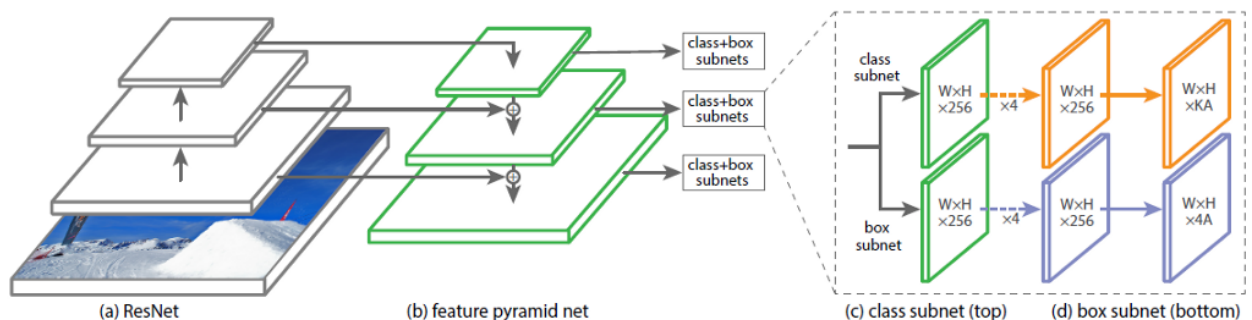 class+box
subnets
class+box
subnets
class+box
subnets
class
subnet
W×H
×256
×4
W×H
×256
W×H
×KA
box
subnet
W×H
×256
×4
W×H
×256
W×H
×4A
(a) ResNet
(b) feature pyramid net
(c) class subnet (top)
(d) box subnet (bottom)